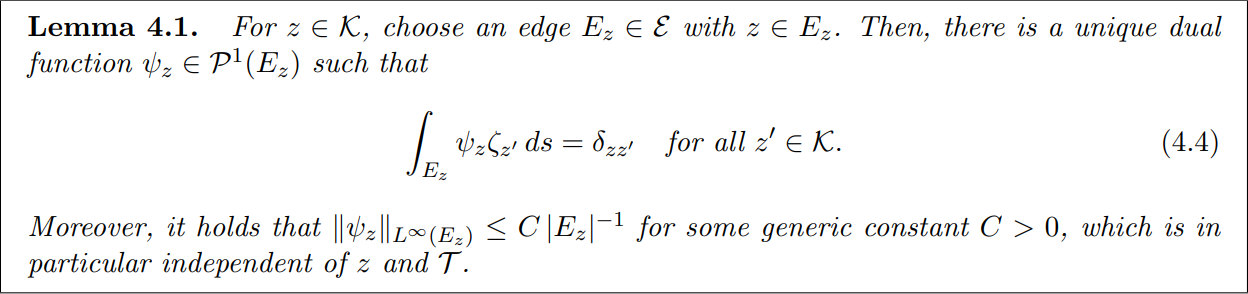 Lemma 4.1. For z ∈ 𝒦, choose an edge E_z ∈ ℰ with z ∈ E_z. Then, there is a unique dual
function ψ_z ∈ 𝒫¹(E_z) such that
∫_{E_z} ψ_z ζ_{z′} ds = δ_{zz′} for all z′ ∈ 𝒦. (4.4)
Moreover, it holds that ‖ψ_z‖_{L^∞(E_z)} ≤ C |E_z|⁻¹ for some generic constant C > 0, which is in
particular independent of z and 𝒯.